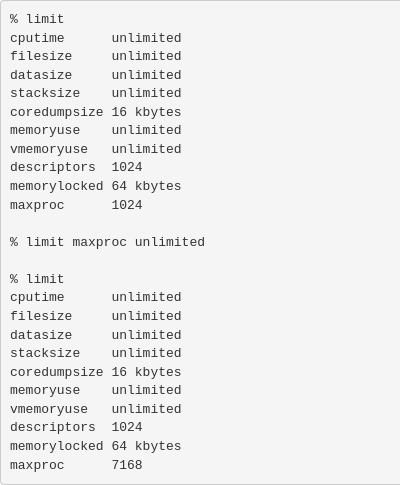 % limit
cputime      unlimited
filesize     unlimited
datasize     unlimited
stacksize    unlimited
coredumpsize 16 kbytes
memoryuse    unlimited
vmemoryuse   unlimited
descriptors  1024
memorylocked 64 kbytes
maxproc      1024

% limit maxproc unlimited

% limit
cputime      unlimited
filesize     unlimited
datasize     unlimited
stacksize    unlimited
coredumpsize 16 kbytes
memoryuse    unlimited
vmemoryuse   unlimited
descriptors  1024
memorylocked 64 kbytes
maxproc      7168